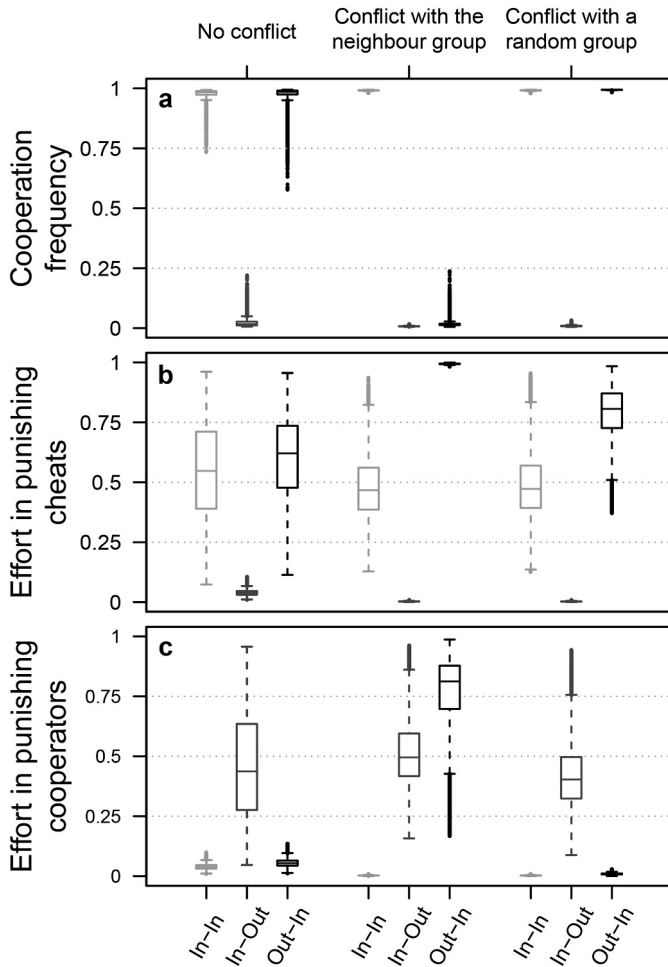 No conflict
Conflict with the
neighbour group
Conflict with a
random group
a
Cooperation
frequency
1
0.75
0.5
0.25
0
b
Effort in punishing
cheats
1
0.75
0.5
0.25
0
c
Effort in punishing
cooperators
1
0.75
0.5
0.25
0
In−In
In−Out
Out−In
In−In
In−Out
Out−In
In−In
In−Out
Out−In